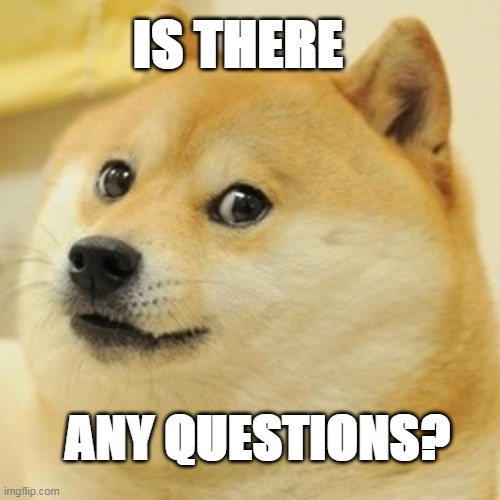 IS THERE
ANY QUESTIONS?
imgflip.com